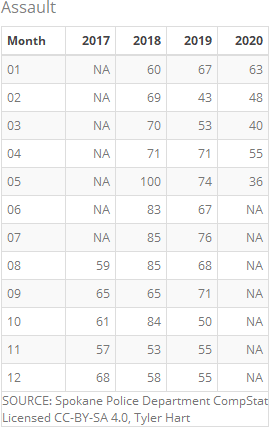 Assault
Month 2017 2018 2019 2020
01 NA 60 67 63
02 NA 69 43 48
03 NA 70 53 40
04 NA 71 71 55
05 NA 100 74 36
06 NA 83 67 NA
07 NA 85 76 NA
08 59 85 68 NA
09 65 65 71 NA
10 61 84 50 NA
11 57 53 55 NA
12 68 58 55 NA
SOURCE: Spokane Police Department CompStat
Licensed CC-BY-SA 4.0, Tyler Hart